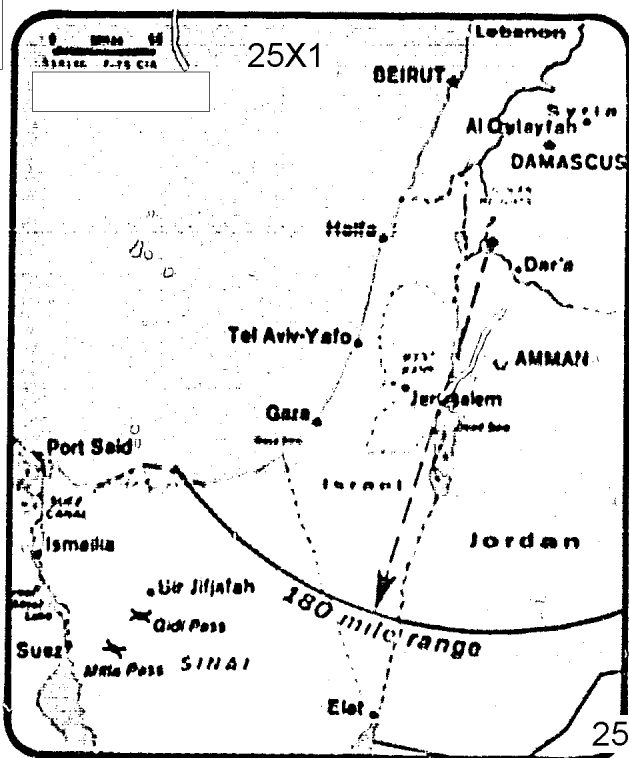 25X1
Lebanon
BEIRUT
Syria
Al Qutayfah
DAMASCUS
Haifa
Dar'a
Tel Aviv-Yafo
AMMAN
Jerusalem
Dead Sea
Gaza
Port Said
Israel
SUEZ
CANAL
Jordan
Ismailia
Bir Jifjafah
180 mile range
Gidi Pass
Suez
Mitla Pass
SINAI
Elat
25